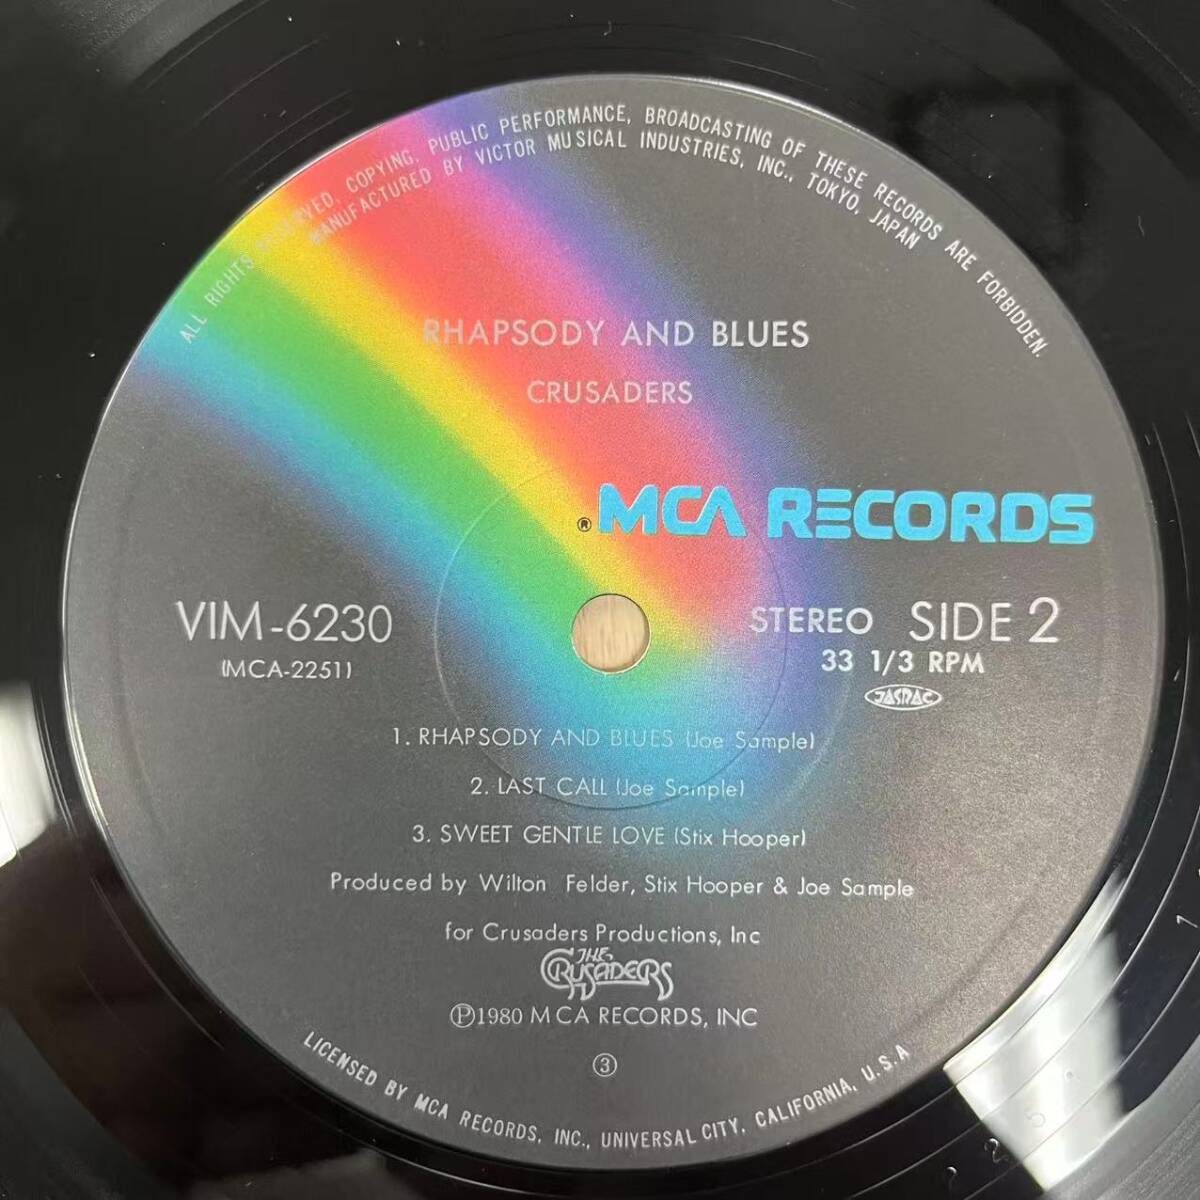 ALL RIGHTS RESERVED. COPYING, PUBLIC PERFORMANCE, BROADCASTING OF THESE RECORDS ARE FORBIDDEN.
MANUFACTURED BY VICTOR MUSICAL INDUSTRIES, INC., TOKYO, JAPAN
RHAPSODY AND BLUES
CRUSADERS
® MCA RECORDS
VIM-6230
(MCA-2251)
STEREO SIDE 2
33 1/3 RPM
JASRAC
1. RHAPSODY AND BLUES (Joe Sample)
2. LAST CALL (Joe Sample)
3. SWEET GENTLE LOVE (Stix Hooper)
Produced by Wilton Felder, Stix Hooper & Joe Sample
for Crusaders Productions, Inc
THE CRUSADERS
Ⓟ1980 MCA RECORDS, INC
③
LICENSED BY MCA RECORDS, INC., UNIVERSAL CITY, CALIFORNIA, U.S.A